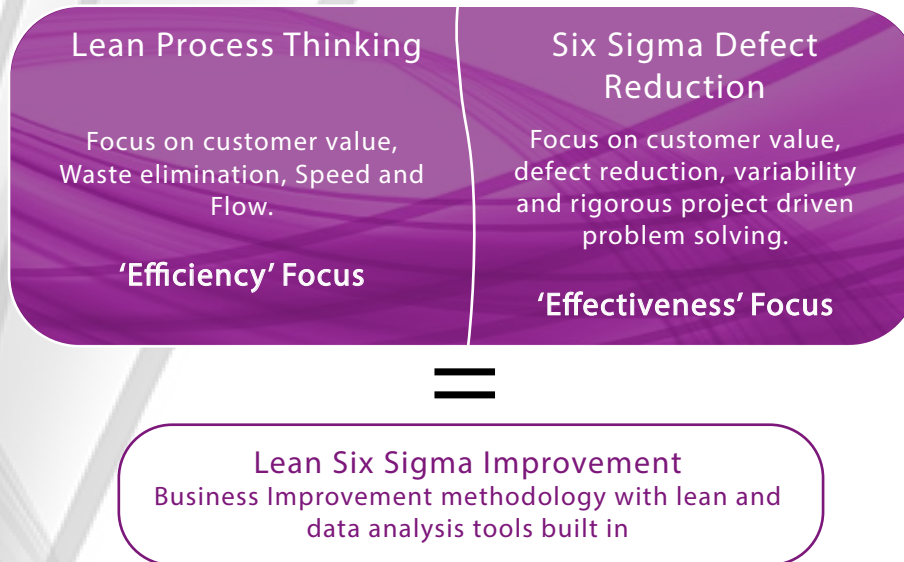 Lean Process Thinking
Focus on customer value,
Waste elimination, Speed and
Flow.
‘Efficiency’ Focus
Six Sigma Defect
Reduction
Focus on customer value,
defect reduction, variability
and rigorous project driven
problem solving.
‘Effectiveness’ Focus
=
Lean Six Sigma Improvement
Business Improvement methodology with lean and
data analysis tools built in